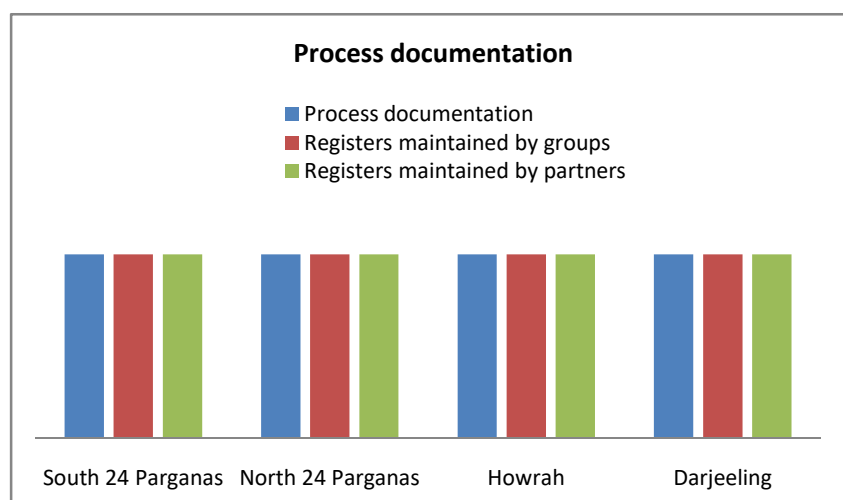 Process documentation
Process documentation
Registers maintained by groups
Registers maintained by partners
South 24 Parganas North 24 Parganas Howrah Darjeeling